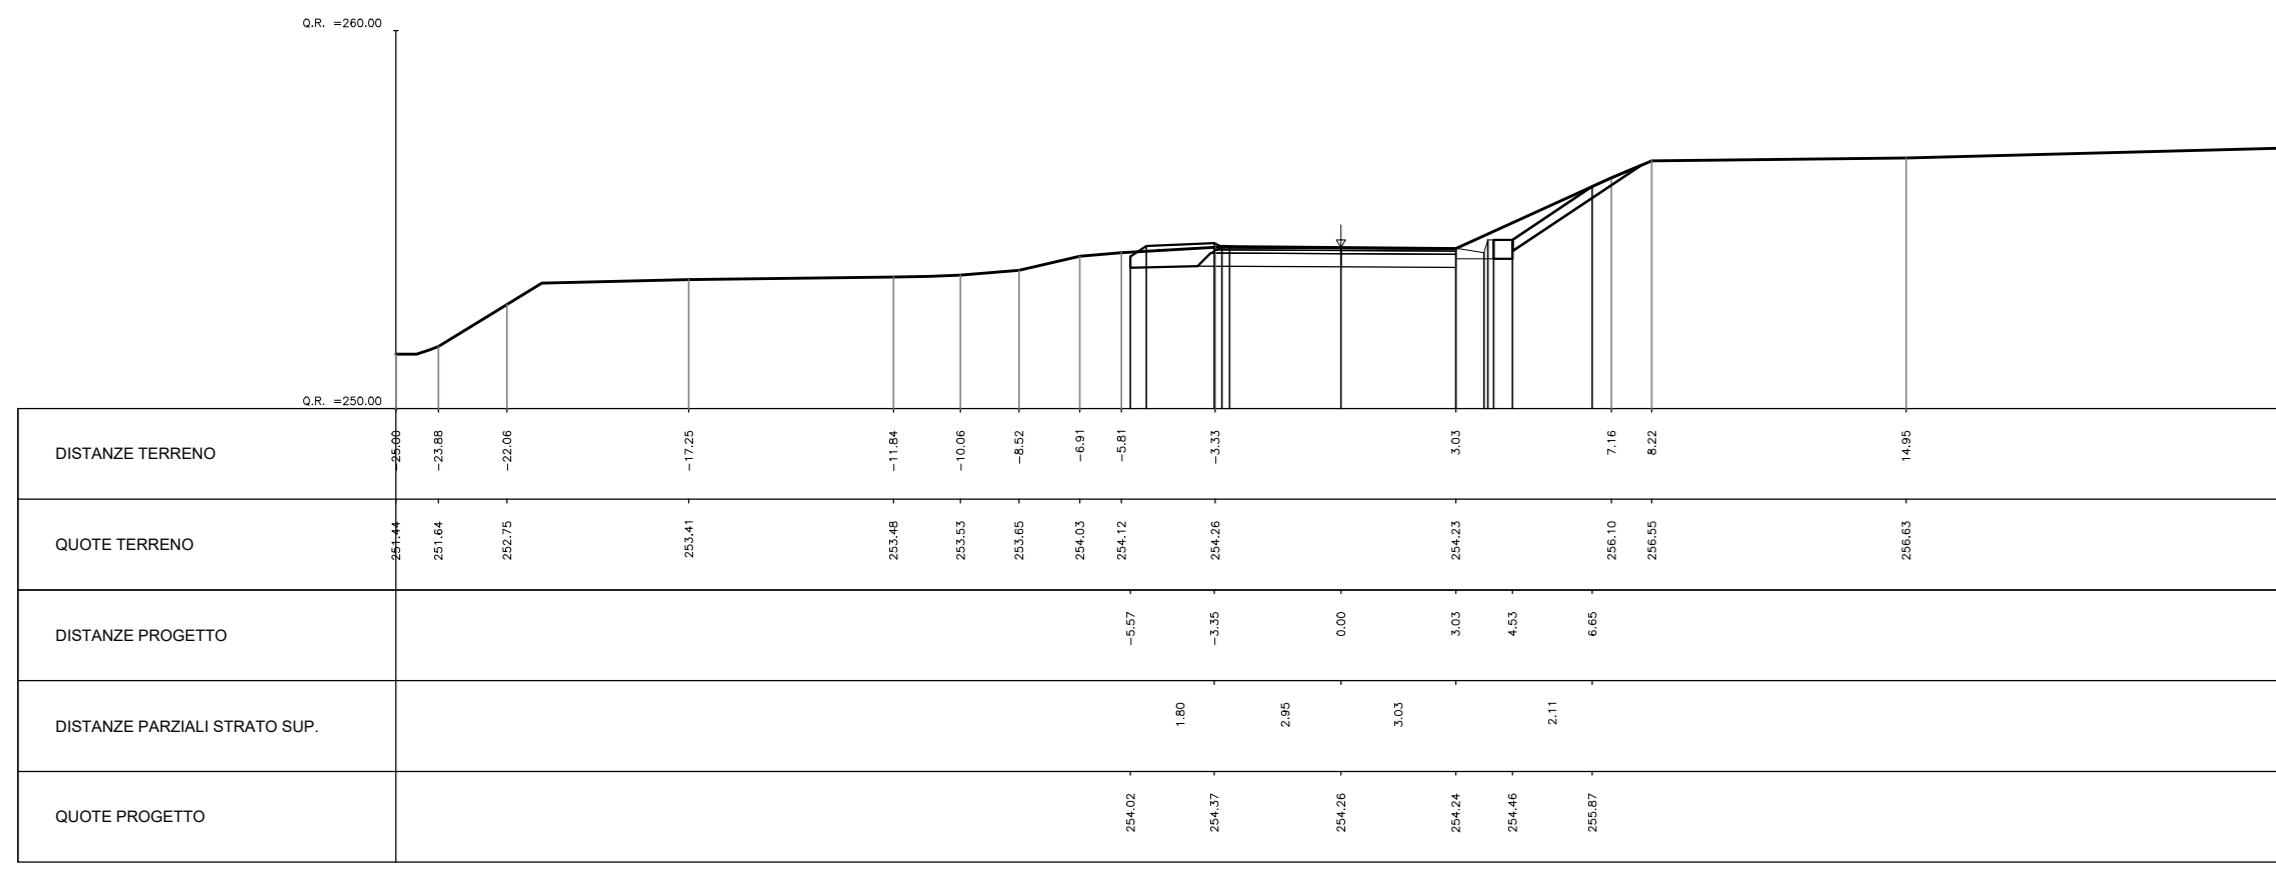 Q.R. =260.00
Q.R. =250.00
DISTANZE TERRENO -25.00 -23.88 -22.06 -17.25 -11.84 -10.06 -8.52 -6.91 -5.81 -3.33 3.03 7.16 8.22 14.95
QUOTE TERRENO 251.44 251.64 252.75 253.41 253.48 253.53 253.65 254.03 254.12 254.26 254.23 256.10 256.55 256.63
DISTANZE PROGETTO -5.57 -3.35 0.00 3.03 4.53 6.65
DISTANZE PARZIALI STRATO SUP. 1.80 2.95 3.03 2.11
QUOTE PROGETTO 254.02 254.37 254.26 254.24 254.46 255.87